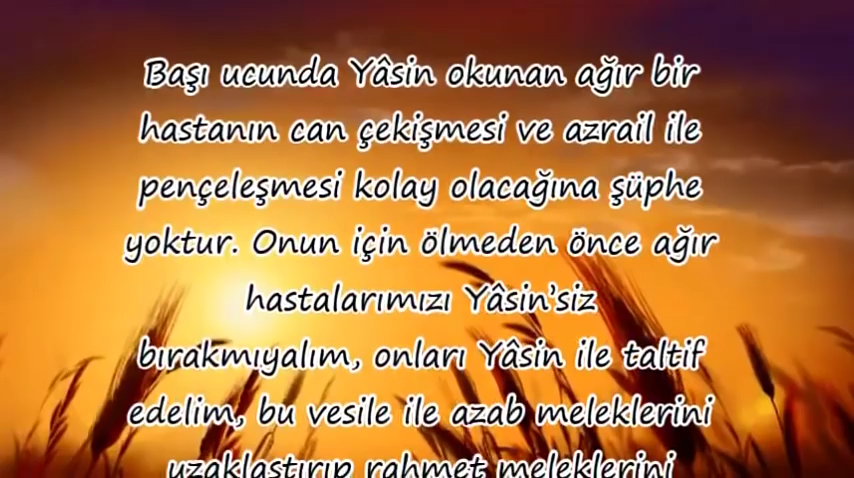 Başı ucunda Yâsin okunan ağır bir
hastanın can çekişmesi ve azrail ile
pençeleşmesi kolay olacağına şüphe
yoktur. Onun için ölmeden önce ağır
hastalarımızı Yâsin'siz
bırakmıyalım, onları Yâsin ile taltif
edelim, bu vesile ile azab meleklerini
uzaklaştırıp rahmet meleklerini